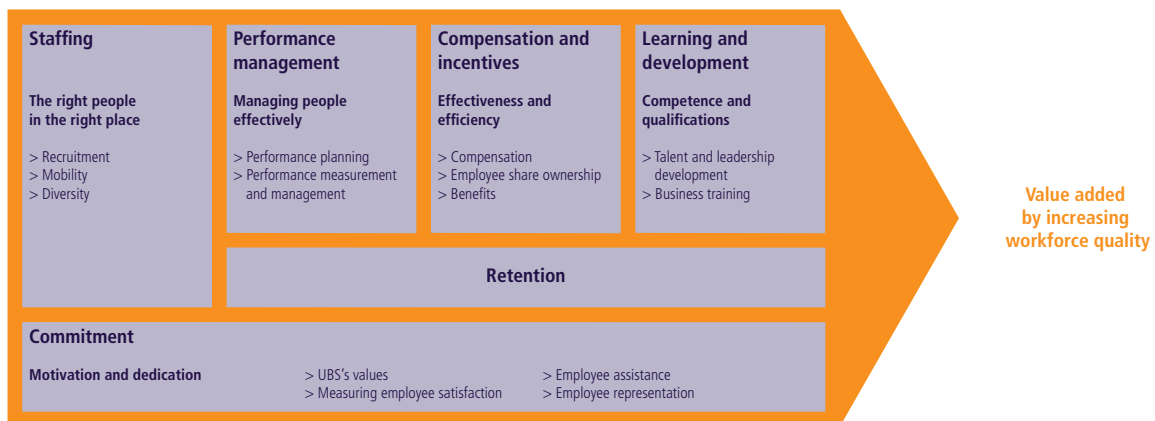 Staffing
The right people
in the right place
> Recruitment
> Mobility
> Diversity
Performance
management
Managing people
effectively
> Performance planning
> Performance measurement
and management
Compensation and
incentives
Effectiveness and
efficiency
> Compensation
> Employee share ownership
> Benefits
Learning and
development
Competence and
qualifications
> Talent and leadership
development
> Business training
Retention
Commitment
Motivation and dedication
> UBS's values
> Measuring employee satisfaction
> Employee assistance
> Employee representation
Value added
by increasing
workforce quality